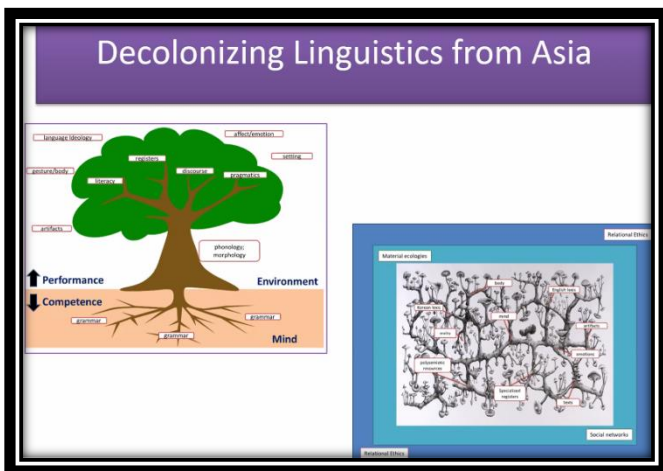 Decolonizing Linguistics from Asia
language Ideology
affect/emotion
registers
setting
gesture/body
discourse
literacy
pragmatics
artifacts
phonology;
morphology
Performance
Environment
Competence
grammar
grammar
grammar
Mind
Relational Ethics
Material ecologies
body
English texts
mind
artifacts
polysemiotic
resources
emotions
Specialized
registers
tools
Social networks
Relational Ethics